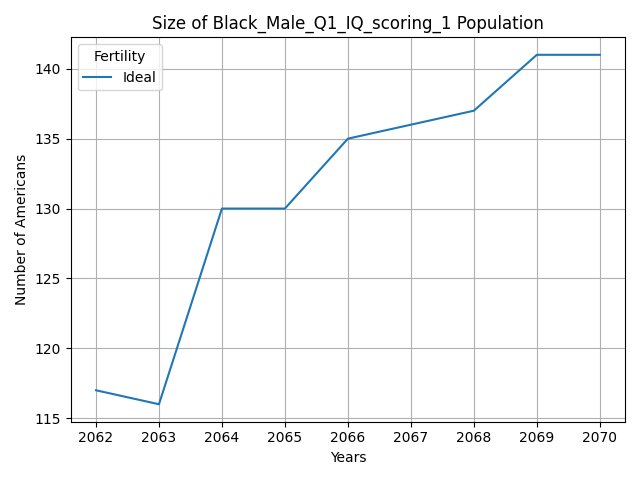 Size of Black_Male_Q1_IQ_scoring_1 Population
Fertility
Ideal
Number of Americans
140
135
130
125
120
115
2062 2063 2064 2065 2066 2067 2068 2069 2070
Years